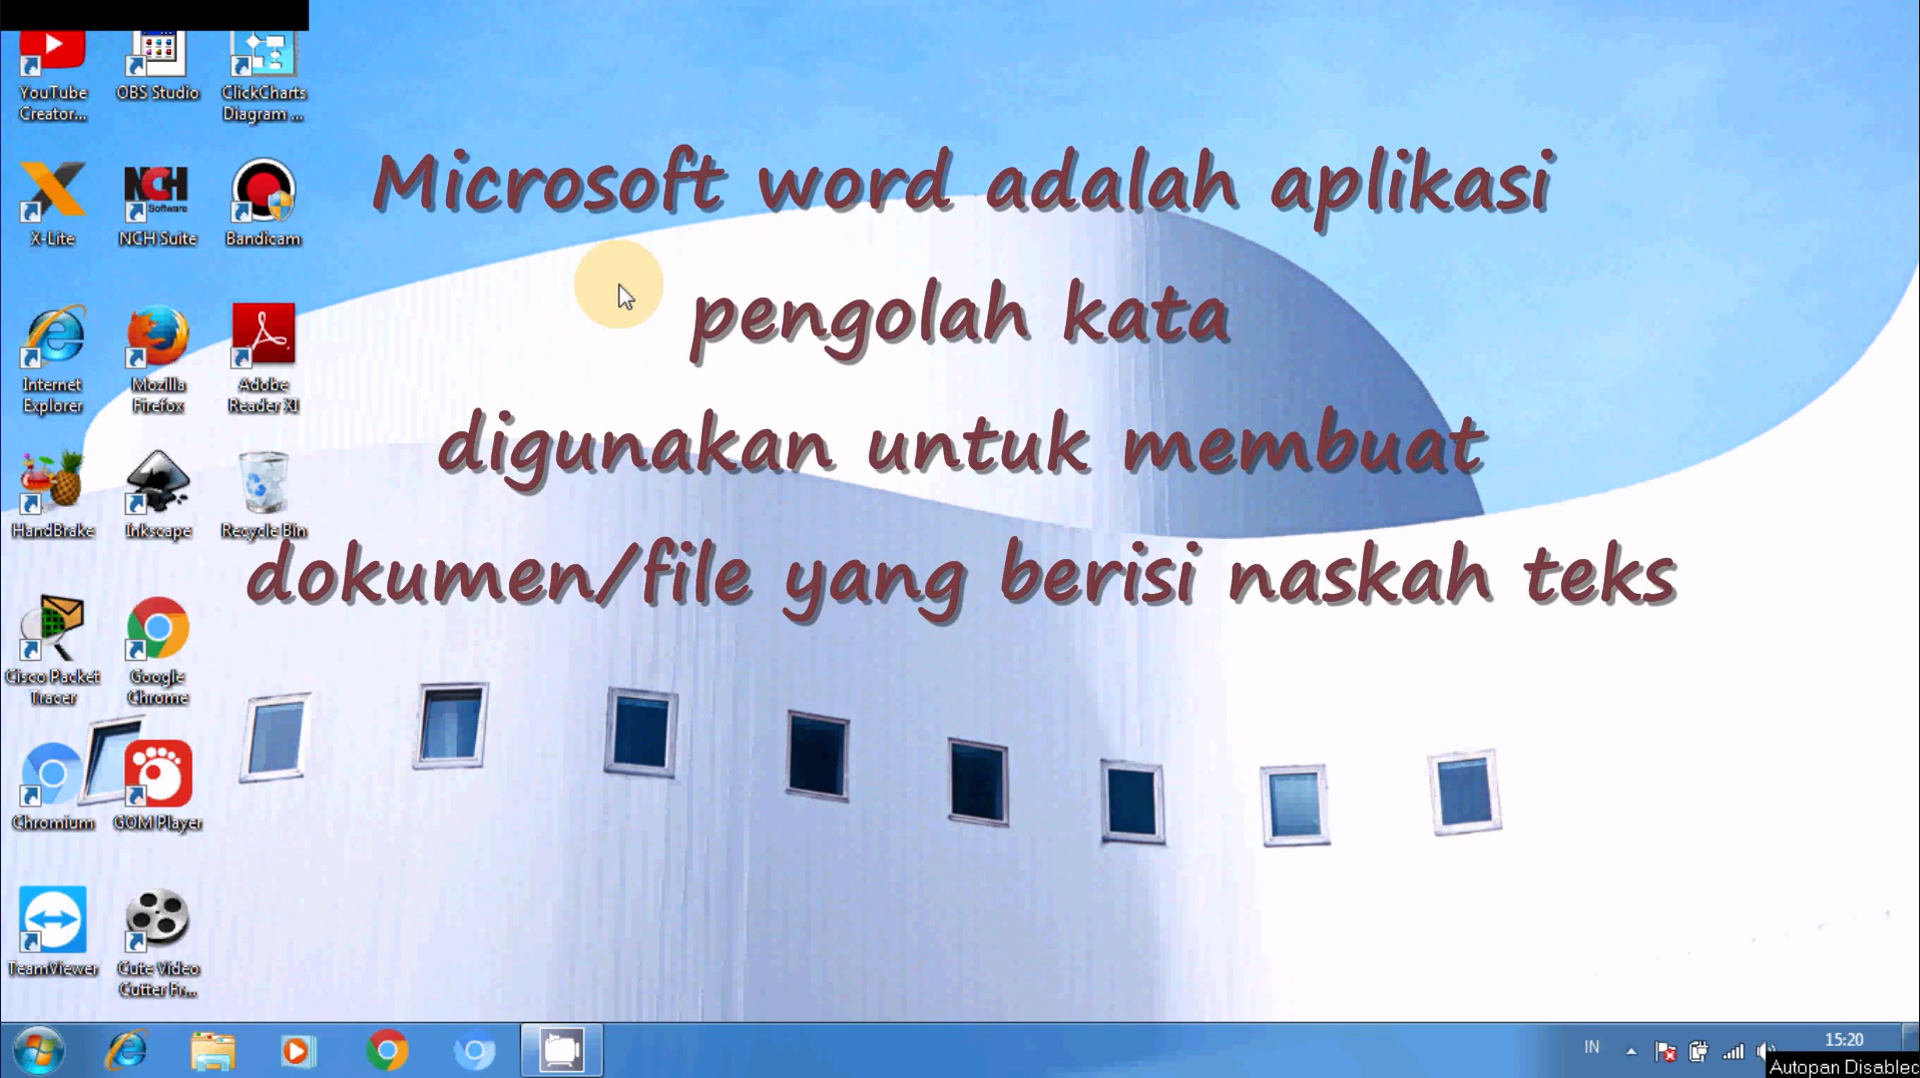 YouTube Creator...
OBS Studio
ClickCharts Diagram ...
Microsoft word adalah aplikasi
pengolah kata
digunakan untuk membuat
dokumen/file yang berisi naskah teks
X-Lite
NCH Software
NCH Suite
Bandicam
Internet Explorer
Mozilla Firefox
Adobe Reader XI
HandBrake
Inkscape
Recycle Bin
Cisco Packet Tracer
Google Chrome
Chromium
GOM Player
TeamViewer
Cute Video Cutter Fr...
IN
15:20
Autopan Disabled